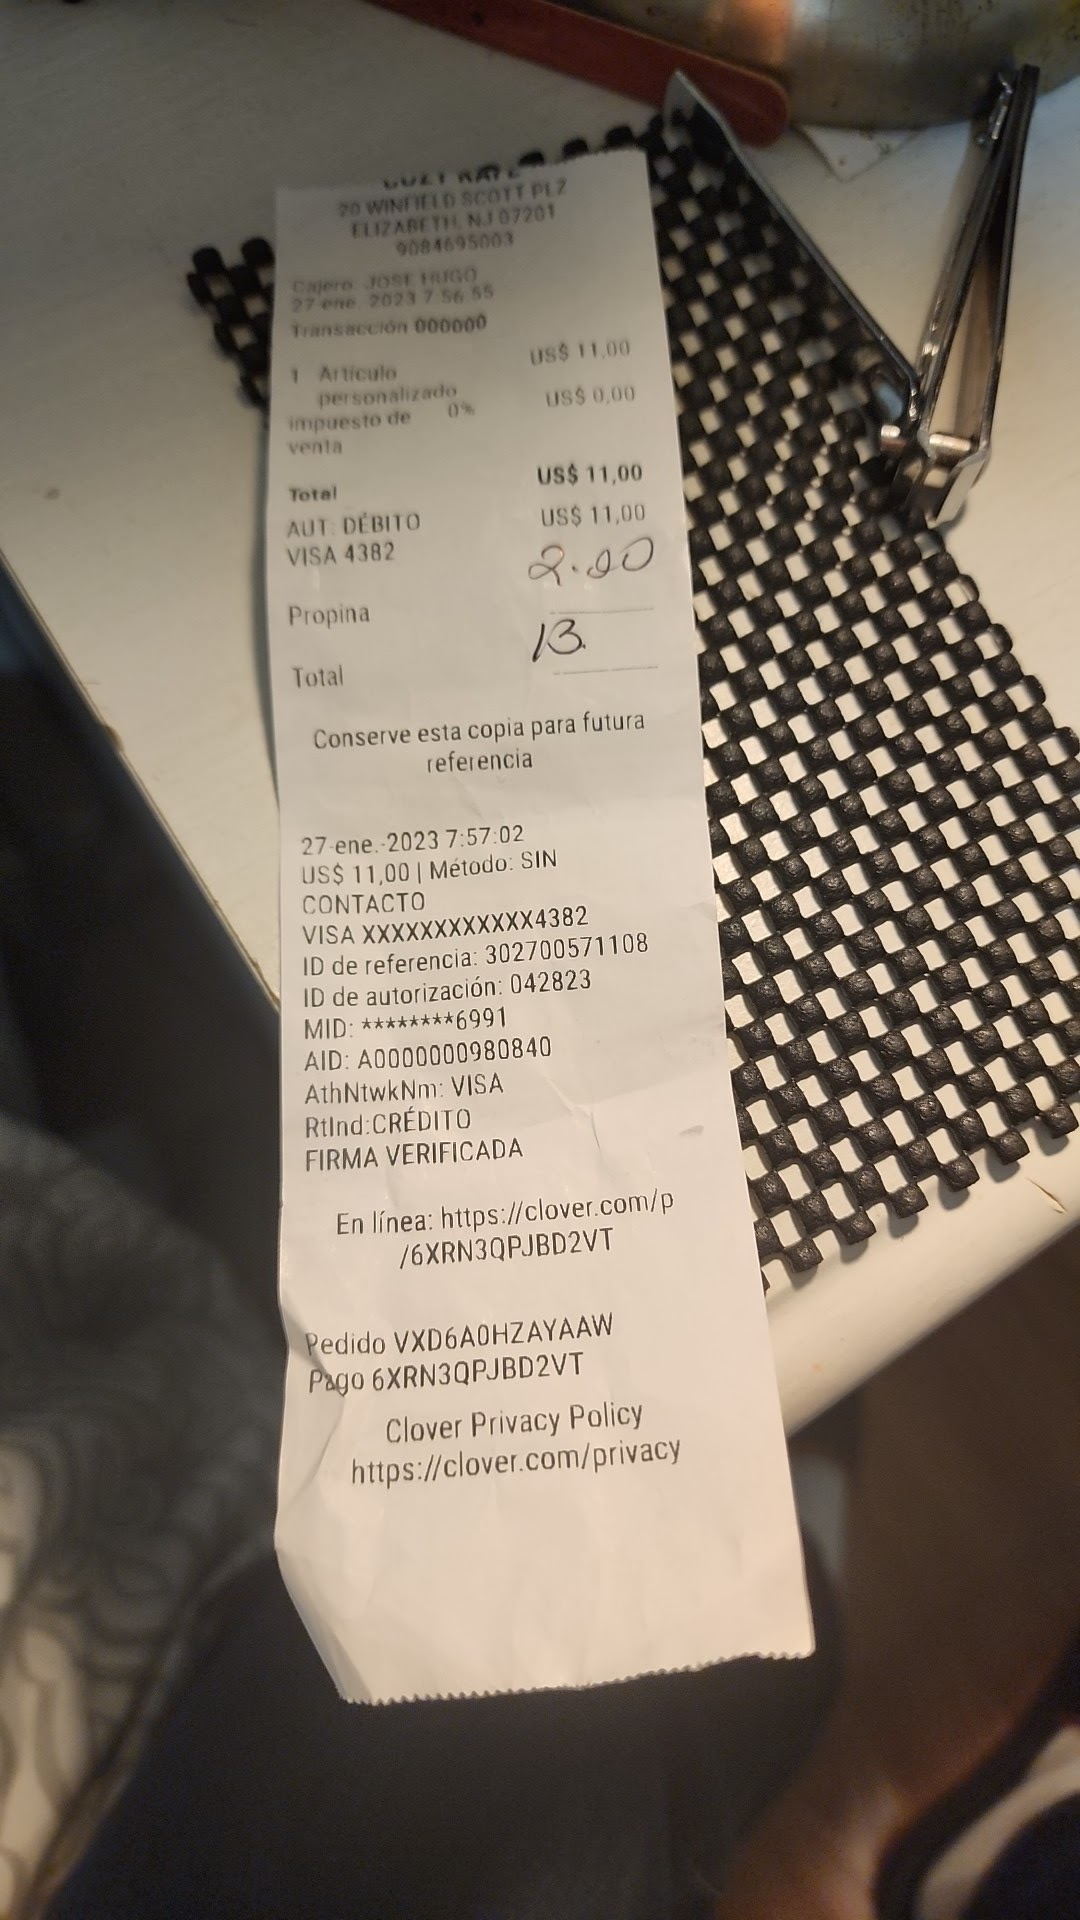 COZY KAFE
20 WINFIELD SCOTT PLZ
ELIZABETH, NJ 07201
9084695003
Cajero: JOSE HUGO
27-ene.-2023 7:56:55
Transacción 000000
1 Artículo personalizado US$ 11,00
impuesto de venta 0% US$ 0,00
Total US$ 11,00
AUT. DÉBITO US$ 11,00
VISA 4382
Propina 2.00
Total 13.
Conserve esta copia para futura
referencia
27-ene.-2023 7:57:02
US$ 11,00 | Método: SIN
CONTACTO
VISA XXXXXXXXXXXX4382
ID de referencia: 302700571108
ID de autorización: 042823
MID: ********6991
AID: A0000000980840
AthNtwkNm: VISA
RtInd:CRÉDITO
FIRMA VERIFICADA
En línea: https://clover.com/p
/6XRN3QPJBD2VT
Pedido VXD6A0HZAYAAW
Pago 6XRN3QPJBD2VT
Clover Privacy Policy
https://clover.com/privacy